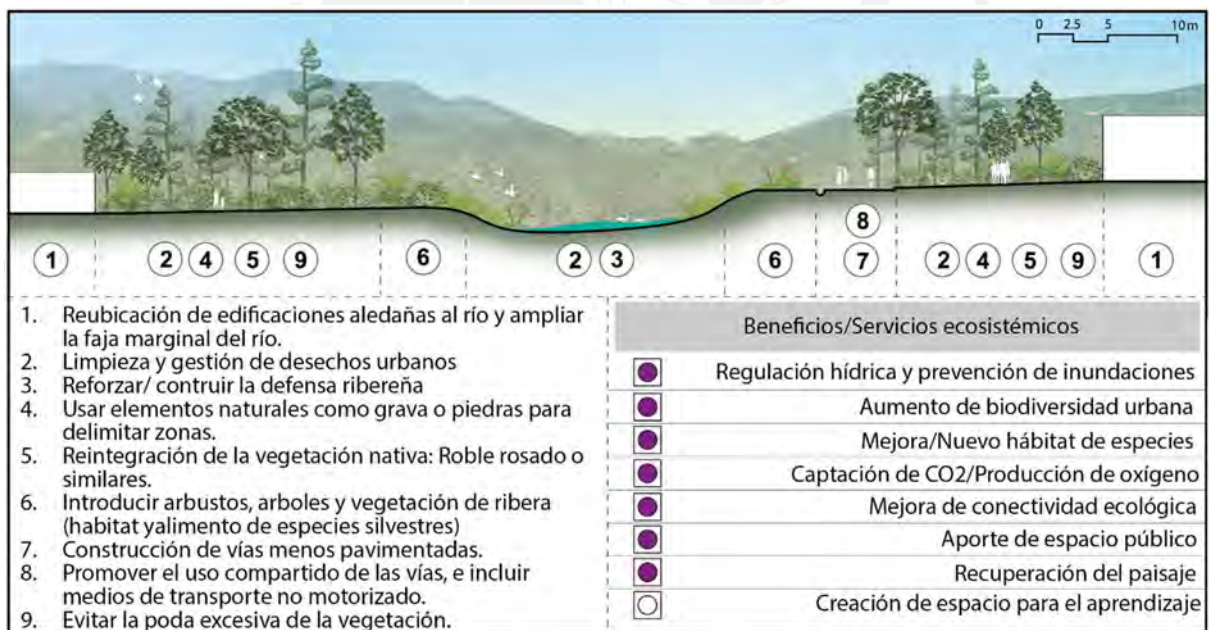 0 2.5 5 10m
8
1 2 4 5 9 6 2 3 6 7 2 4 5 9 1
1. Reubicación de edificaciones aledañas al río y ampliar
la faja marginal del río.
2. Limpieza y gestión de desechos urbanos
3. Reforzar/ contruir la defensa ribereña
4. Usar elementos naturales como grava o piedras para
delimitar zonas.
5. Reintegración de la vegetación nativa: Roble rosado o
similares.
6. Introducir arbustos, arboles y vegetación de ribera
(habitat yalimento de especies silvestres)
7. Construcción de vías menos pavimentadas.
8. Promover el uso compartido de las vías, e incluir
medios de transporte no motorizado.
9. Evitar la poda excesiva de la vegetación.
Beneficios/Servicios ecosistémicos
Regulación hídrica y prevención de inundaciones
Aumento de biodiversidad urbana
Mejora/Nuevo hábitat de especies
Captación de CO2/Producción de oxígeno
Mejora de conectividad ecológica
Aporte de espacio público
Recuperación del paisaje
Creación de espacio para el aprendizaje